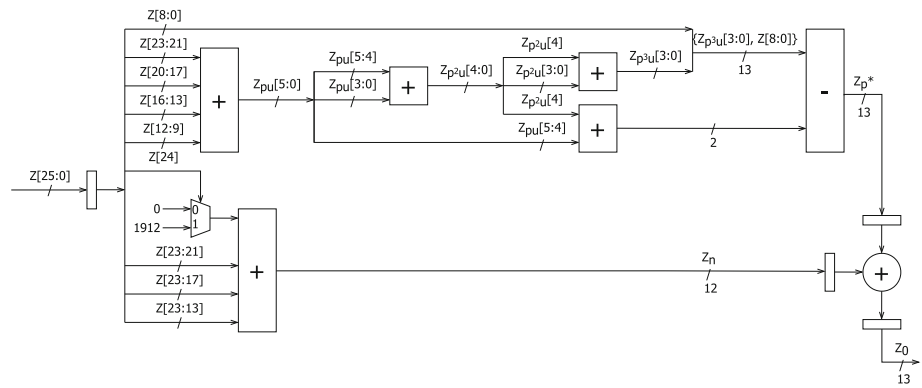 Z[8:0]
Z[23:21]
Z[20:17]
Z[16:13]
Z[12:9]
Z[24]
+
Zpu[5:0]
Zpu[5:4]
Zpu[3:0]
+
Zp²u[4:0]
Zp²u[4]
Zp²u[3:0]
Zp²u[4]
Zpu[5:4]
+
+
Zp³u[3:0]
{Zp³u[3:0], Z[8:0]}
13
2
-
Zp*
13
Z[25:0]
0
1912
0
1
Z[23:21]
Z[23:17]
Z[23:13]
+
Zn
12
+
Z0
13